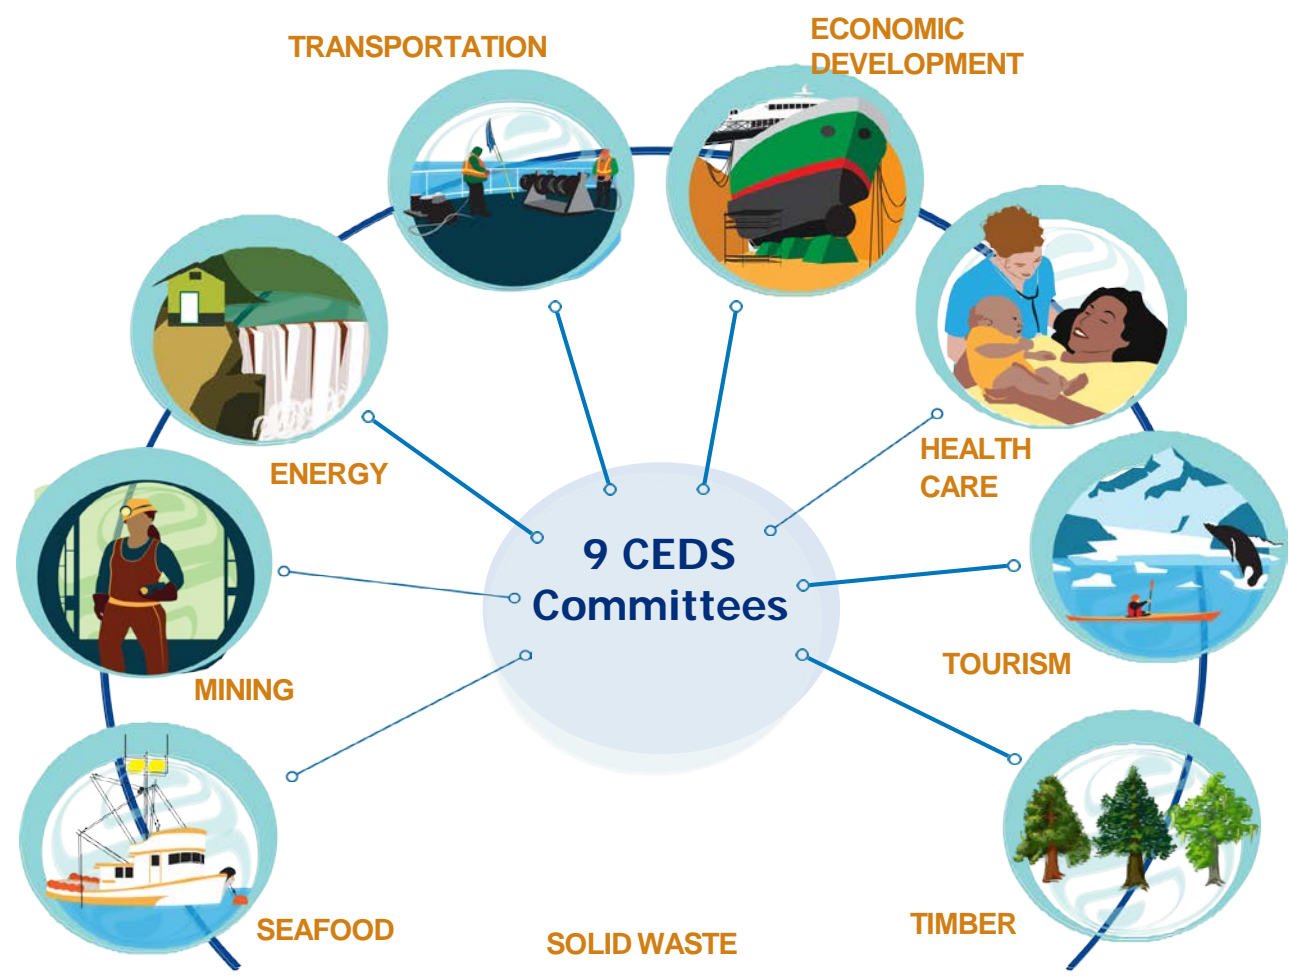 TRANSPORTATION
ECONOMIC
DEVELOPMENT
ENERGY
HEALTH
CARE
9 CEDS
Committees
MINING
TOURISM
SEAFOOD
SOLID WASTE
TIMBER